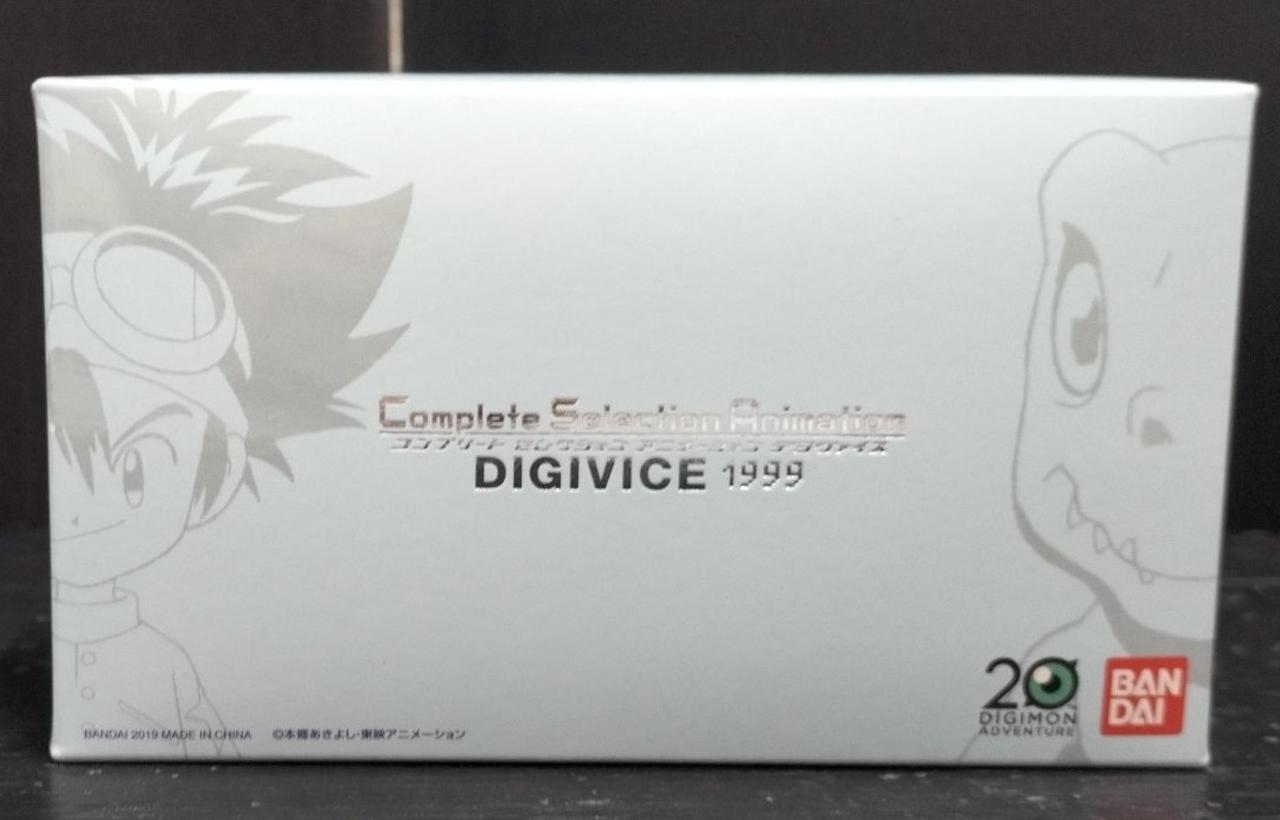 Complete Selection Animation
コンプリート セレクション アニメーション デジヴァイス
DIGIVICE 1999
20
DIGIMON
ADVENTURE
BAN
DAI
BANDAI 2019 MADE IN CHINA ©本郷あきよし・東映アニメーション